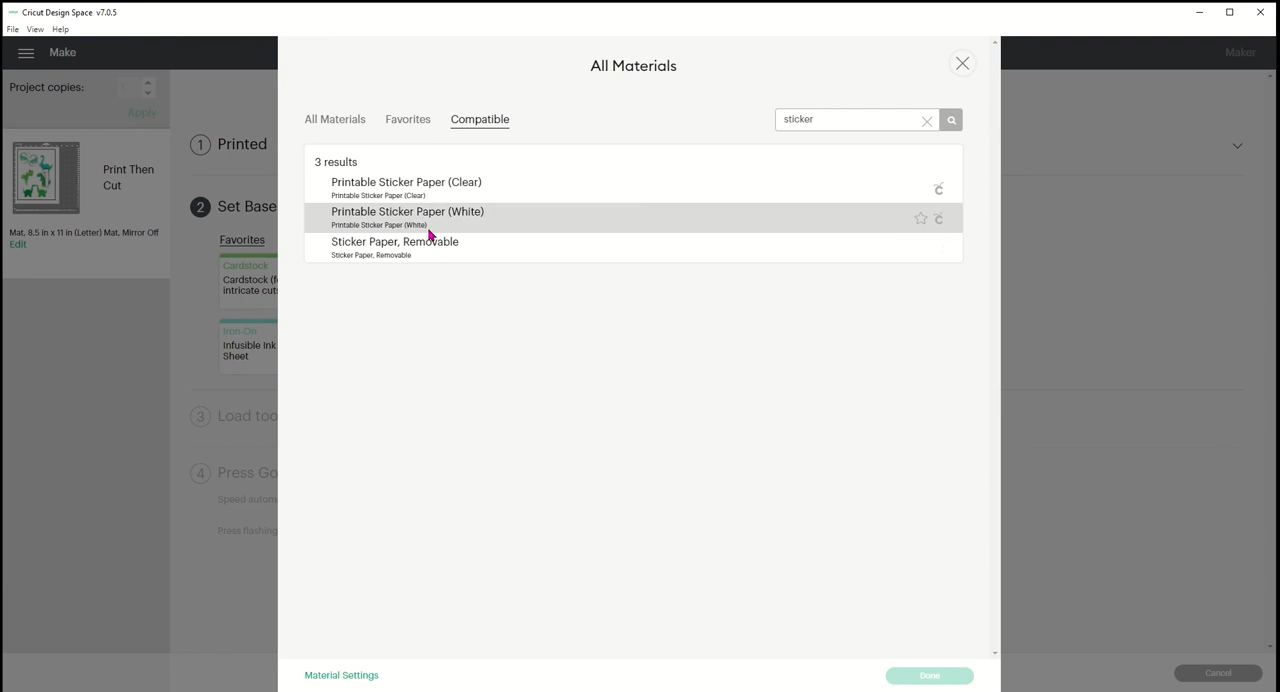 Cricut Design Space v7.0.5
File View Help
Make
Maker
Project copies:
Apply
Print Then
Cut
Mat, 8.5 in x 11 in (Letter) Mat, Mirror Off
Edit
1 Printed
2 Set Base
Favorites
Cardstock
Cardstock (f
intricate cuts
Iron-On
Infusible Ink
Sheet
3 Load too
4 Press Go
Speed autom
Press flashing
All Materials
All Materials Favorites Compatible
sticker
3 results
Printable Sticker Paper (Clear)
Printable Sticker Paper (Clear)
Printable Sticker Paper (White)
Printable Sticker Paper (White)
Sticker Paper, Removable
Sticker Paper, Removable
Material Settings
Done
Cancel